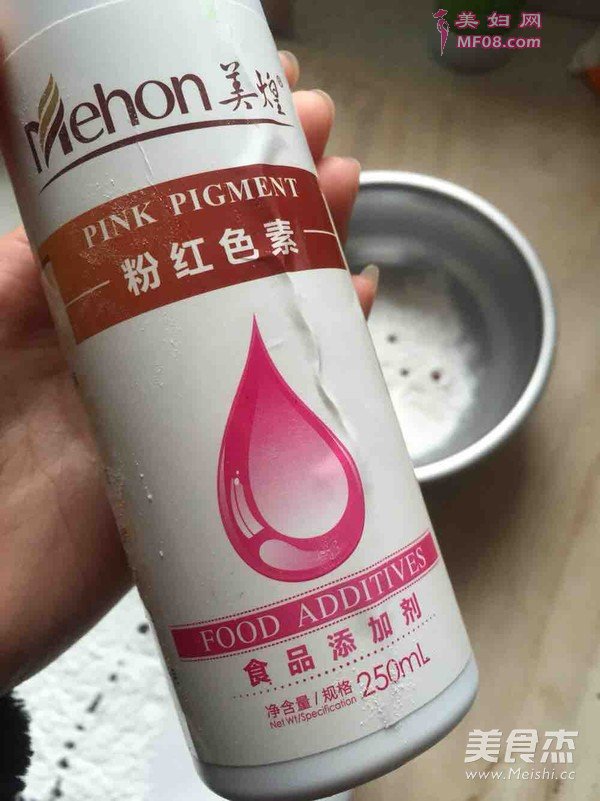 美妇网
MF08.com
Mehon 美煌
PINK PIGMENT
粉红色素
FOOD ADDITIVES
食品添加剂
净含量/规格 250mL
Net Wt/Specification
美食杰
www.Meishi.cc